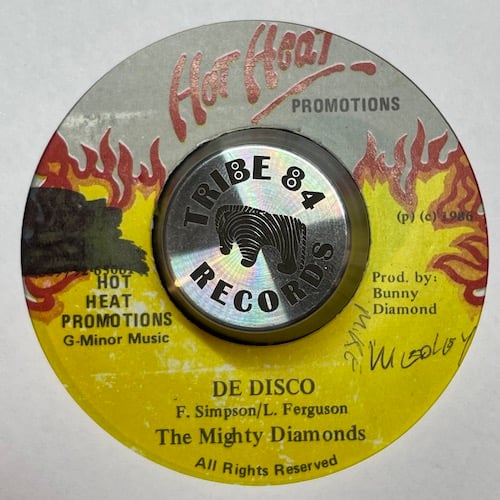 Hot Heat
PROMOTIONS
TRIBE 84
RECORDS
(p) (c) 1986
HOT
HEAT
PROMOTIONS
G-Minor Music
Prod. by:
Bunny
Diamond
MIKE
DE DISCO
F. Simpson/L. Ferguson
The Mighty Diamonds
All Rights Reserved